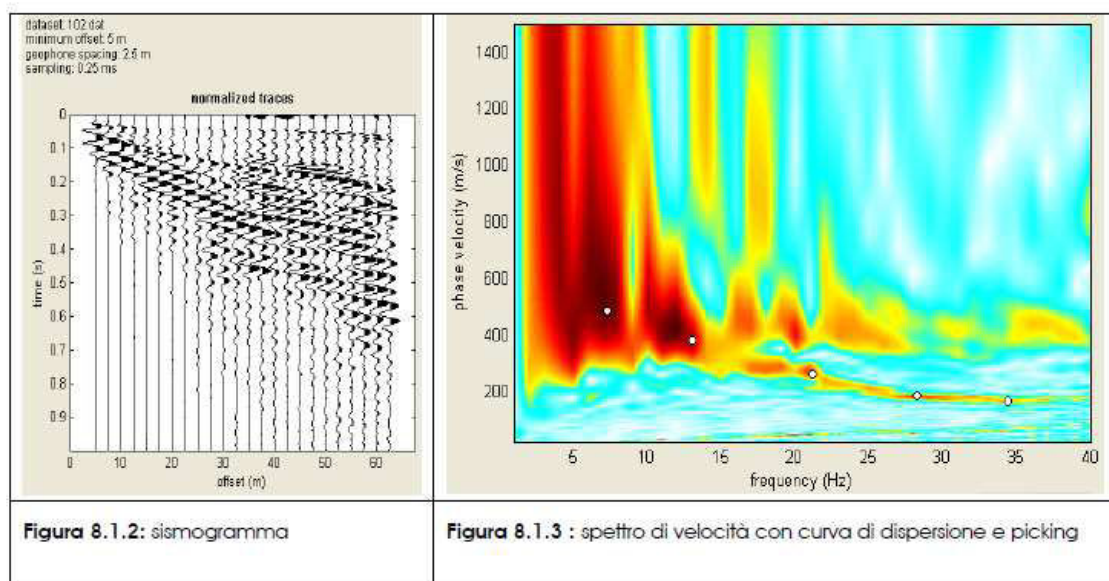 dataset: 102.dat
minimum offset: 5 m
geophone spacing: 2.5 m
sampling: 0.25 ms
normalized traces
0
0.1
0.2
0.3
0.4
0.5
0.6
0.7
0.8
0.9
time (s)
0 10 20 30 40 50 60
offset (m)
1400
1200
1000
800
600
400
200
phase velocity (m/s)
5 10 15 20 25 30 35 40
frequency (Hz)
Figura 8.1.2: sismogramma
Figura 8.1.3 : spettro di velocità con curva di dispersione e picking